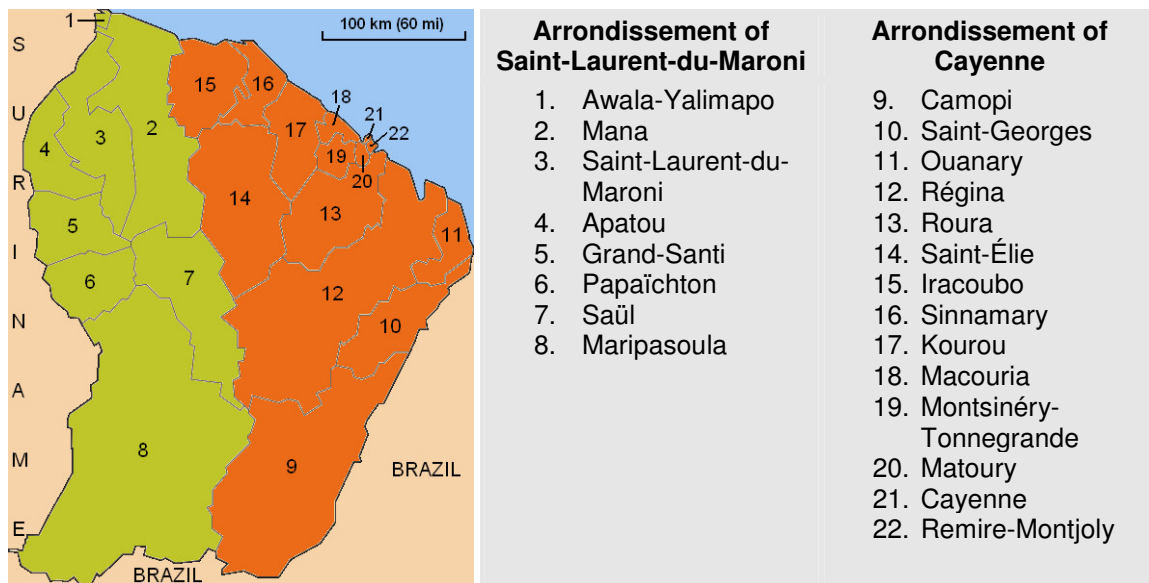 100 km (60 mi)
S
U
R
I
N
A
M
E
1
2
3
4
5
6
7
8
9
10
11
12
13
14
15
16
17
18
19
20
21
22
BRAZIL
BRAZIL
Arrondissement of
Saint-Laurent-du-Maroni
1. Awala-Yalimapo
2. Mana
3. Saint-Laurent-du-
Maroni
4. Apatou
5. Grand-Santi
6. Papaïchton
7. Saül
8. Maripasoula
Arrondissement of
Cayenne
9. Camopi
10. Saint-Georges
11. Ouanary
12. Régina
13. Roura
14. Saint-Élie
15. Iracoubo
16. Sinnamary
17. Kourou
18. Macouria
19. Montsinéry-
Tonnegrande
20. Matoury
21. Cayenne
22. Remire-Montjoly